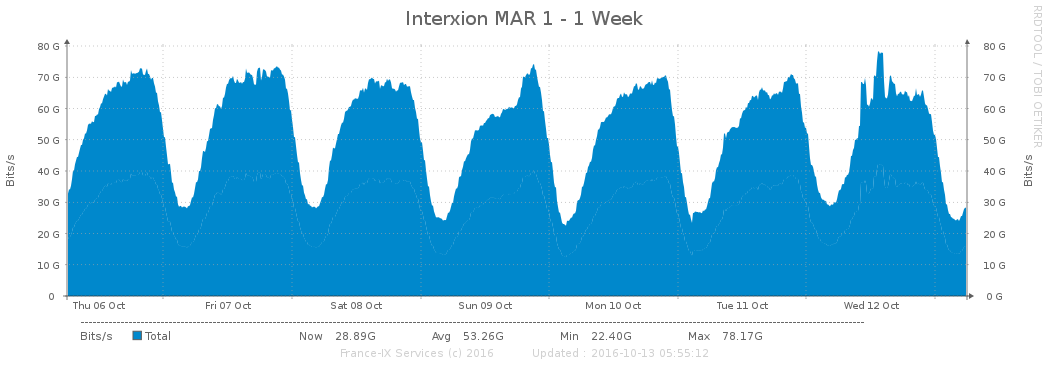 Interxion MAR 1 - 1 Week
RRDTOOL / TOBI OETIKER
80 G 80 G
70 G 70 G
60 G 60 G
50 G 50 G
40 G 40 G
30 G 30 G
20 G 20 G
10 G 10 G
0 0 G
Bits/s
Bits/s
Thu 06 Oct Fri 07 Oct Sat 08 Oct Sun 09 Oct Mon 10 Oct Tue 11 Oct Wed 12 Oct
Bits/s Total Now 28.89G Avg 53.26G Min 22.40G Max 78.17G
France-IX Services (c) 2016 Updated : 2016-10-13 05:55:12